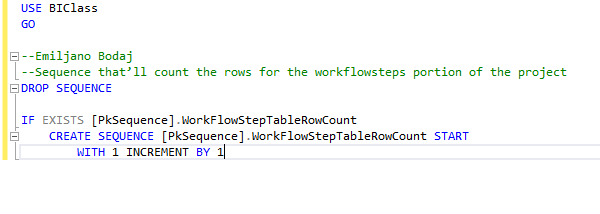 USE BIClass
GO
--Emiljano Bodaj
--Sequence that'll count the rows for the workflowsteps portion of the project
DROP SEQUENCE
IF EXISTS [PkSequence].WorkFlowStepTableRowCount
CREATE SEQUENCE [PkSequence].WorkFlowStepTableRowCount START
WITH 1 INCREMENT BY 1